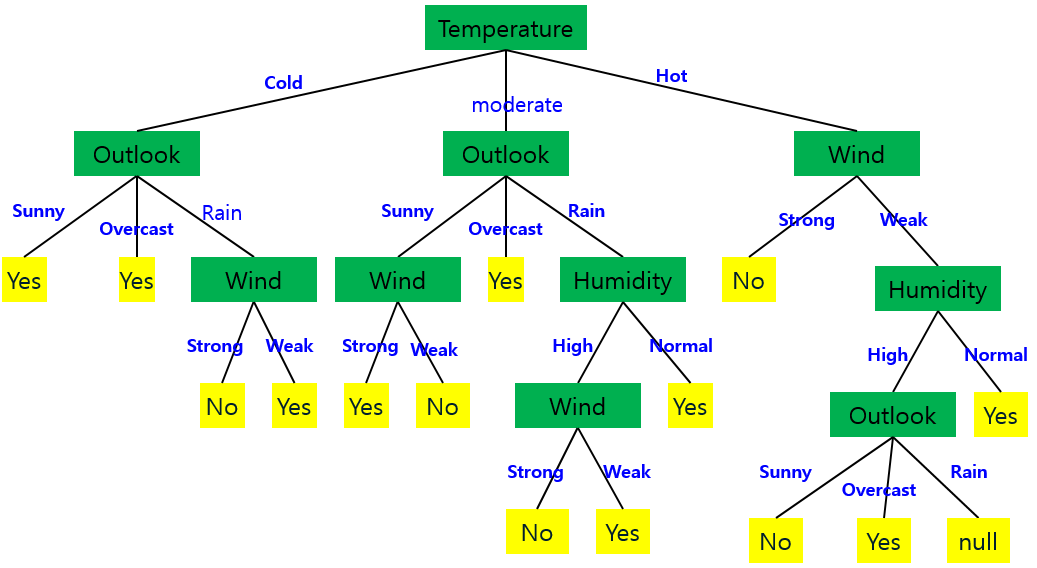 Temperature
Cold
moderate
Hot
Outlook
Outlook
Wind
Sunny
Overcast
Rain
Sunny
Overcast
Rain
Strong
Weak
Yes
Yes
Wind
Wind
Yes
Humidity
No
Humidity
Strong
Weak
Strong
Weak
High
Normal
High
Normal
No
Yes
Yes
No
Wind
Yes
Outlook
Yes
Strong
Weak
Sunny
Overcast
Rain
No
Yes
No
Yes
null